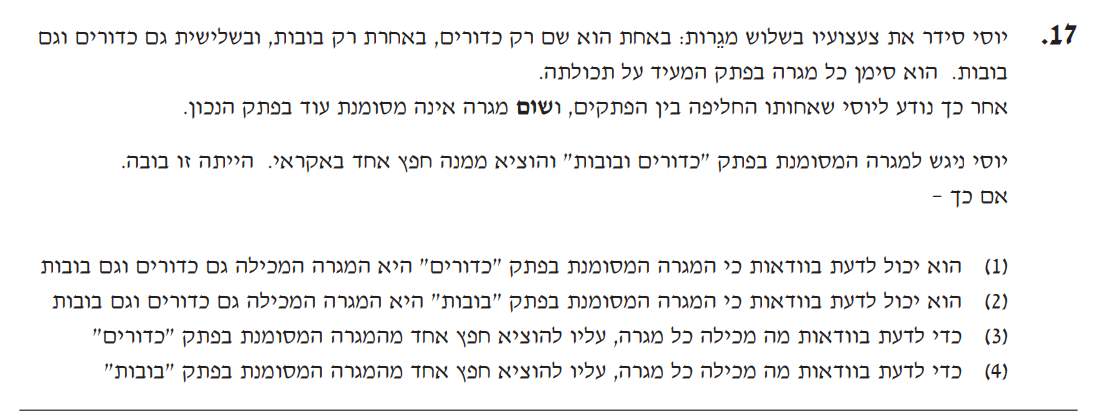 17. יוסי סידר את צעצועיו בשלוש מגֵרות: באחת הוא שם רק כדורים, באחרת רק בובות, ובשלישית גם כדורים וגם
בובות. הוא סימן כל מגרה בפתק המעיד על תכולתה.
אחר כך נודע ליוסי שאחותו החליפה בין הפתקים, ושום מגרה אינה מסומנת עוד בפתק הנכון.
יוסי ניגש למגרה המסומנת בפתק "כדורים ובובות" והוציא ממנה חפץ אחד באקראי. הייתה זו בובה.
אם כך –
(1) הוא יכול לדעת בוודאות כי המגרה המסומנת בפתק "כדורים" היא המגרה המכילה גם כדורים וגם בובות
(2) הוא יכול לדעת בוודאות כי המגרה המסומנת בפתק "בובות" היא המגרה המכילה גם כדורים וגם בובות
(3) כדי לדעת בוודאות מה מכילה כל מגרה, עליו להוציא חפץ אחד מהמגרה המסומנת בפתק "כדורים"
(4) כדי לדעת בוודאות מה מכילה כל מגרה, עליו להוציא חפץ אחד מהמגרה המסומנת בפתק "בובות"